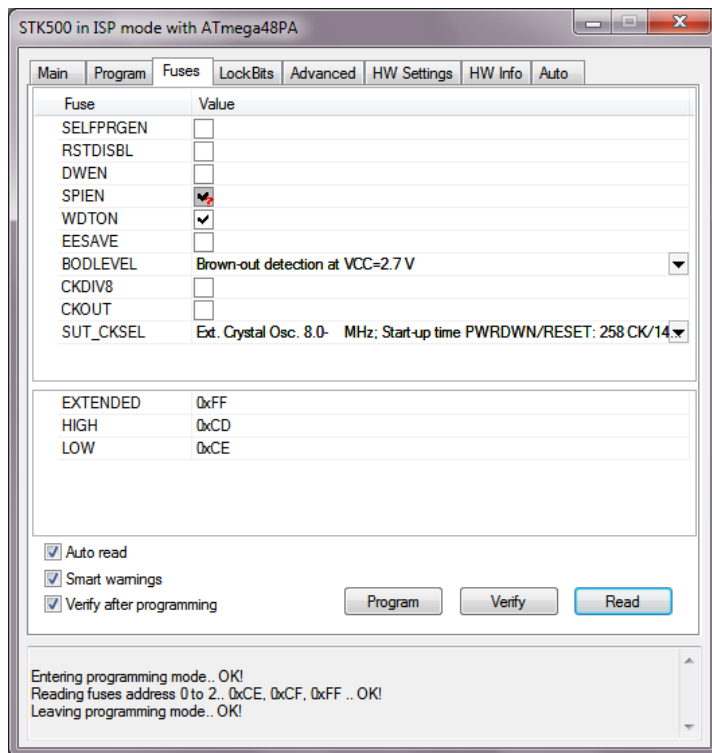 STK500 in ISP mode with ATmega48PA
Main Program Fuses LockBits Advanced HW Settings HW Info Auto
Fuse Value
SELFPRGEN
RSTDISBL
DWEN
SPIEN
WDTON
EESAVE
BODLEVEL Brown-out detection at VCC=2.7 V
CKDIV8
CKOUT
SUT_CKSEL Ext. Crystal Osc. 8.0- MHz; Start-up time PWRDWN/RESET: 258 CK/14...
EXTENDED 0xFF
HIGH 0xCD
LOW 0xCE
Auto read
Smart warnings
Verify after programming
Program Verify Read
Entering programming mode.. OK!
Reading fuses address 0 to 2.. 0xCE, 0xCF, 0xFF .. OK!
Leaving programming mode.. OK!